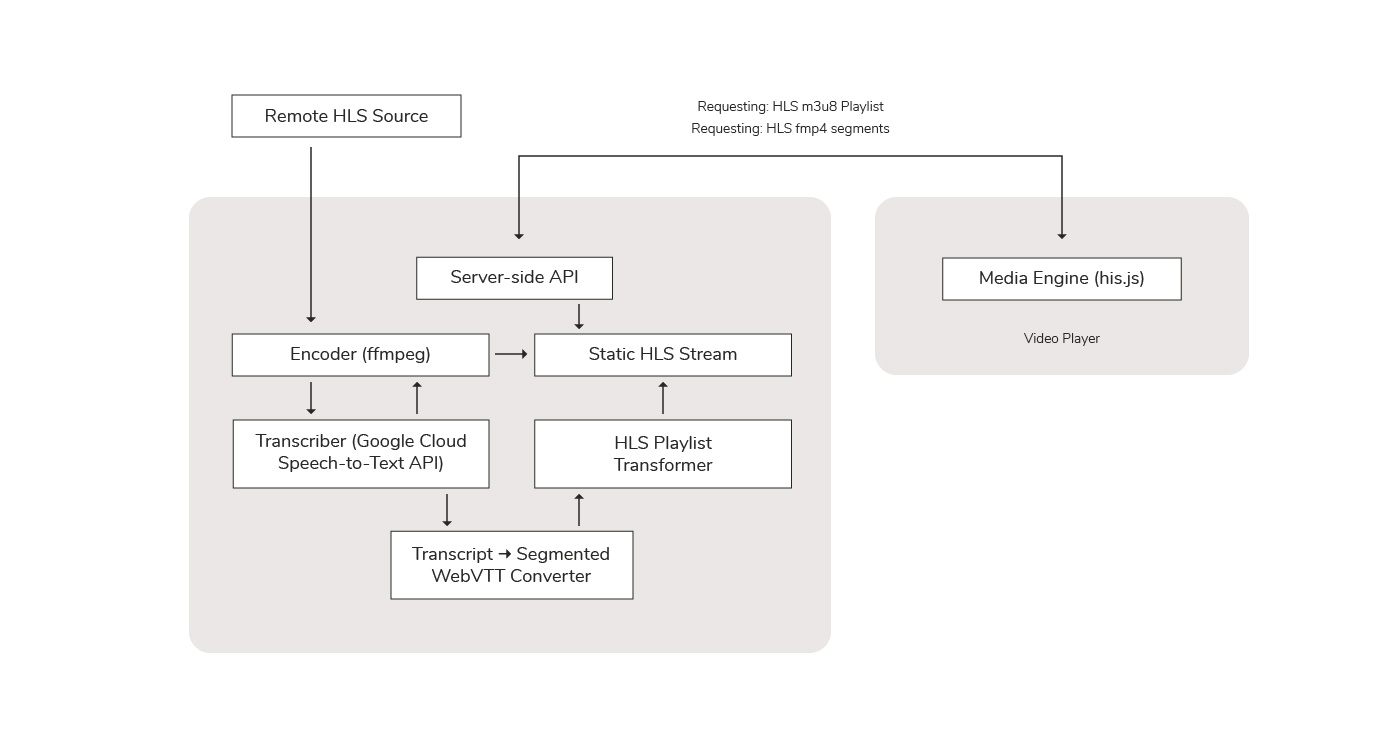 Remote HLS Source
Requesting: HLS m3u8 Playlist
Requesting: HLS fmp4 segments
Server-side API
Media Engine (his.js)
Video Player
Encoder (ffmpeg)
Static HLS Stream
Transcriber (Google Cloud
Speech-to-Text API)
HLS Playlist
Transformer
Transcript ➔ Segmented
WebVTT Converter